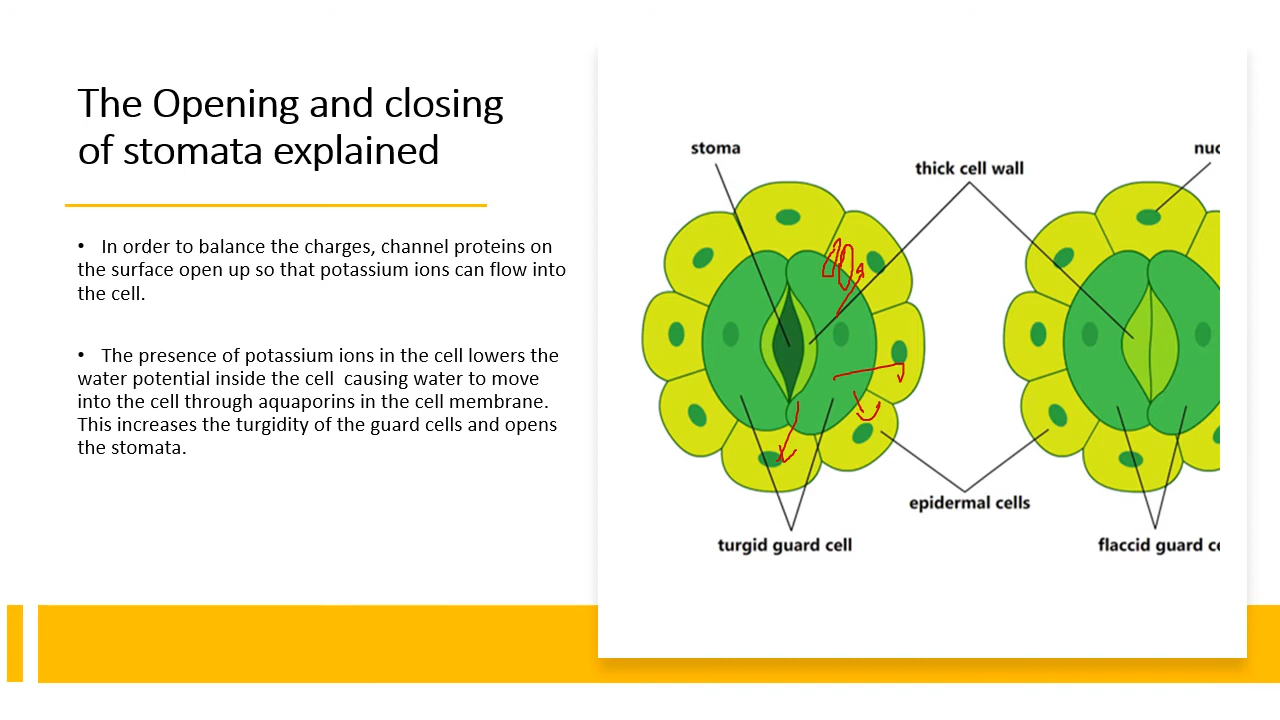 The Opening and closing
of stomata explained
• In order to balance the charges, channel proteins on
the surface open up so that potassium ions can flow into
the cell.
• The presence of potassium ions in the cell lowers the
water potential inside the cell causing water to move
into the cell through aquaporins in the cell membrane.
This increases the turgidity of the guard cells and opens
the stomata.
stoma
thick cell wall
nuc
epidermal cells
turgid guard cell
flaccid guard ce